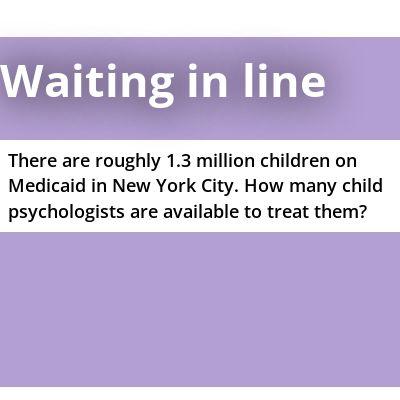 Waiting in line
There are roughly 1.3 million children on
Medicaid in New York City. How many child
psychologists are available to treat them?